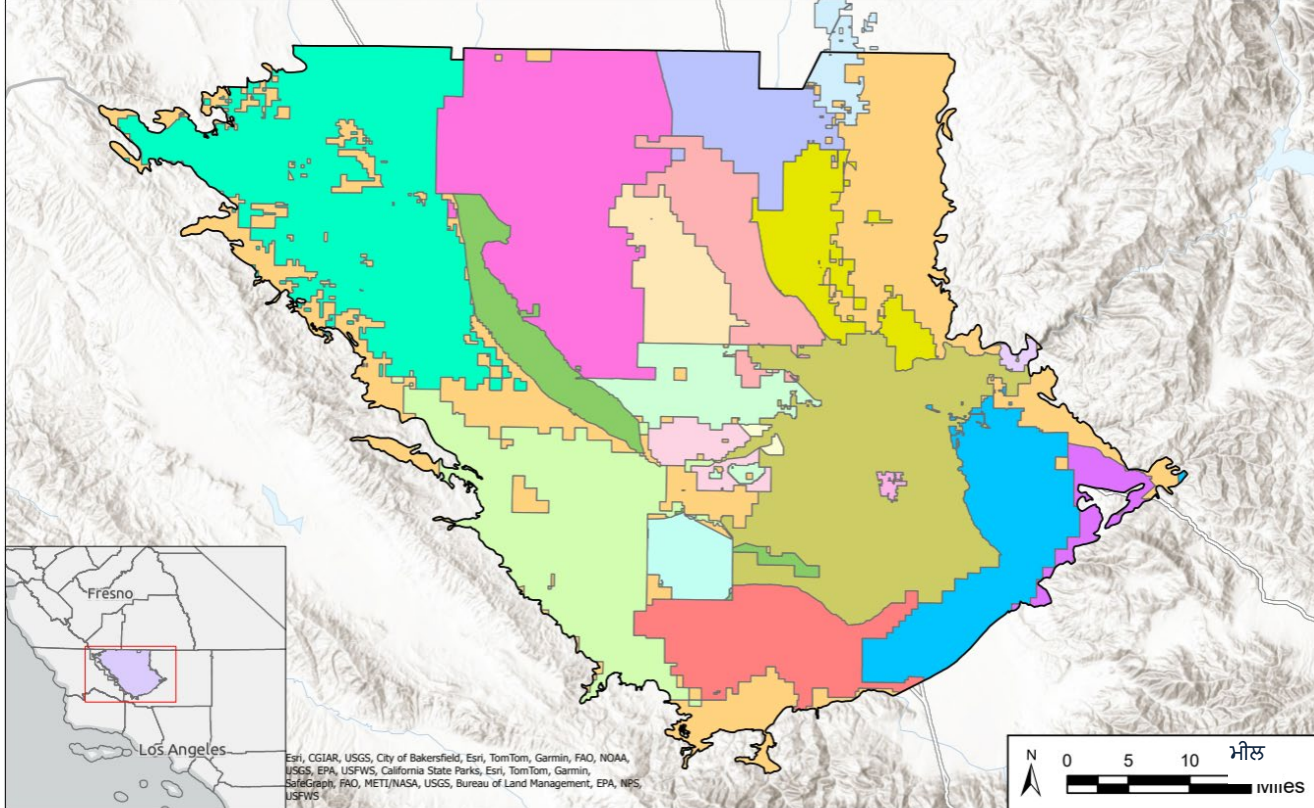 Fresno
Los Angeles
Esri, CGIAR, USGS, City of Bakersfield, Esri, TomTom, Garmin, FAO, NOAA,
USGS, EPA, USFWS, California State Parks, Esri, TomTom, Garmin,
SafeGraph, FAO, METI/NASA, USGS, Bureau of Land Management, EPA, NPS,
USFWS
N
0 5 10 ਮੀਲ
Miles